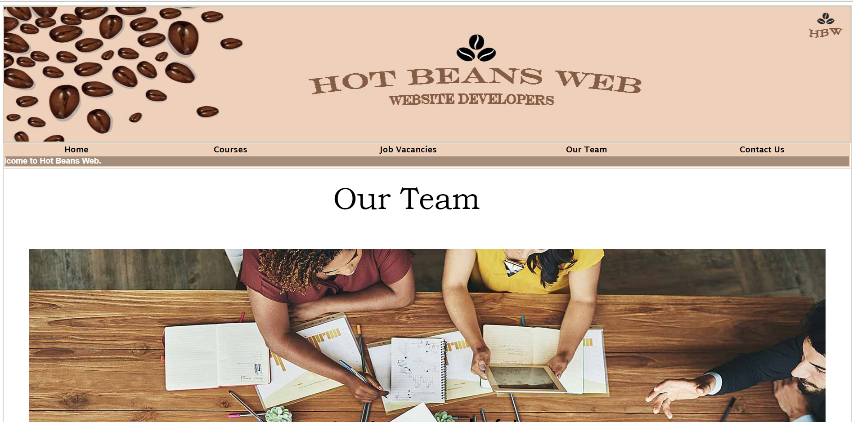 HBW
HOT BEANS WEB
WEBSITE DEVELOPERS
Home Courses Job Vacancies Our Team Contact Us
lcome to Hot Beans Web.
Our Team